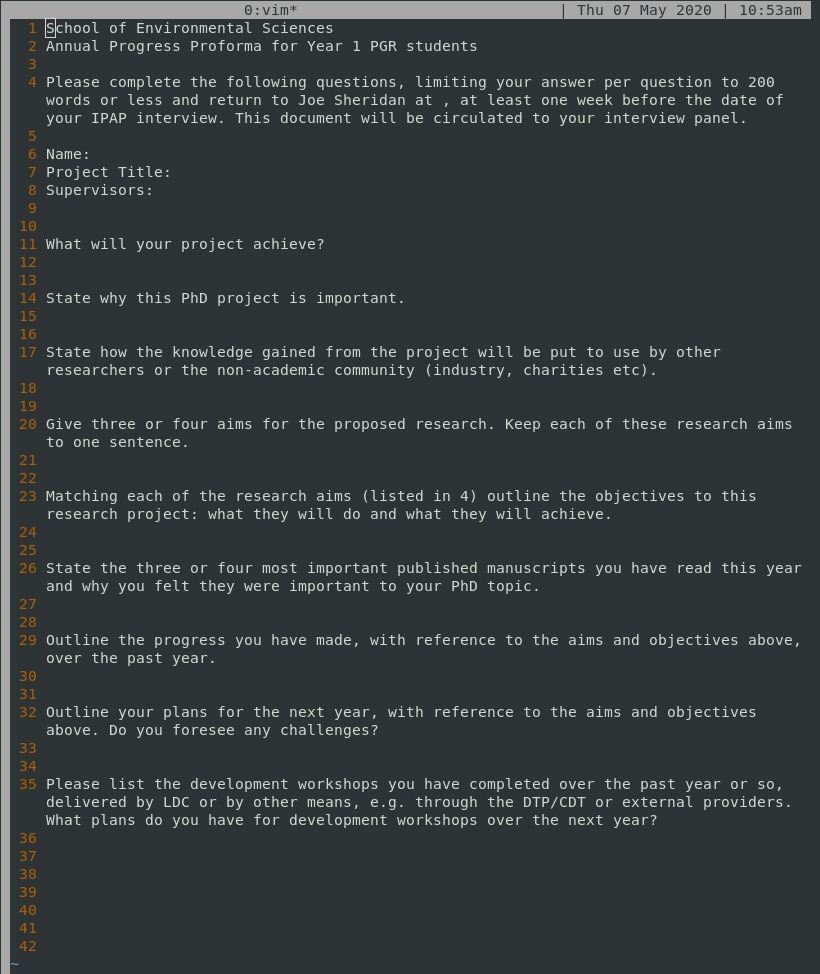 0:vim* | Thu 07 May 2020 | 10:53am
1 School of Environmental Sciences
2 Annual Progress Proforma for Year 1 PGR students
3
4 Please complete the following questions, limiting your answer per question to 200
words or less and return to Joe Sheridan at , at least one week before the date of
your IPAP interview. This document will be circulated to your interview panel.
5
6 Name:
7 Project Title:
8 Supervisors:
9
10
11 What will your project achieve?
12
13
14 State why this PhD project is important.
15
16
17 State how the knowledge gained from the project will be put to use by other
researchers or the non-academic community (industry, charities etc).
18
19
20 Give three or four aims for the proposed research. Keep each of these research aims
to one sentence.
21
22
23 Matching each of the research aims (listed in 4) outline the objectives to this
research project: what they will do and what they will achieve.
24
25
26 State the three or four most important published manuscripts you have read this year
and why you felt they were important to your PhD topic.
27
28
29 Outline the progress you have made, with reference to the aims and objectives above,
over the past year.
30
31
32 Outline your plans for the next year, with reference to the aims and objectives
above. Do you foresee any challenges?
33
34
35 Please list the development workshops you have completed over the past year or so,
delivered by LDC or by other means, e.g. through the DTP/CDT or external providers.
What plans do you have for development workshops over the next year?
36
37
38
39
40
41
42
~